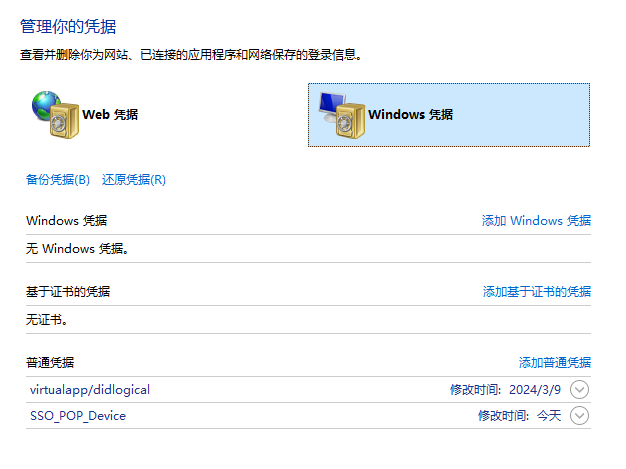 管理你的凭据
查看并删除你为网站、已连接的应用程序和网络保存的登录信息。
Web 凭据
Windows 凭据
备份凭据(B) 还原凭据(R)
Windows 凭据 添加 Windows 凭据
无 Windows 凭据。
基于证书的凭据 添加基于证书的凭据
无证书。
普通凭据 添加普通凭据
virtualapp/didlogical 修改时间: 2024/3/9
SSO_POP_Device 修改时间: 今天